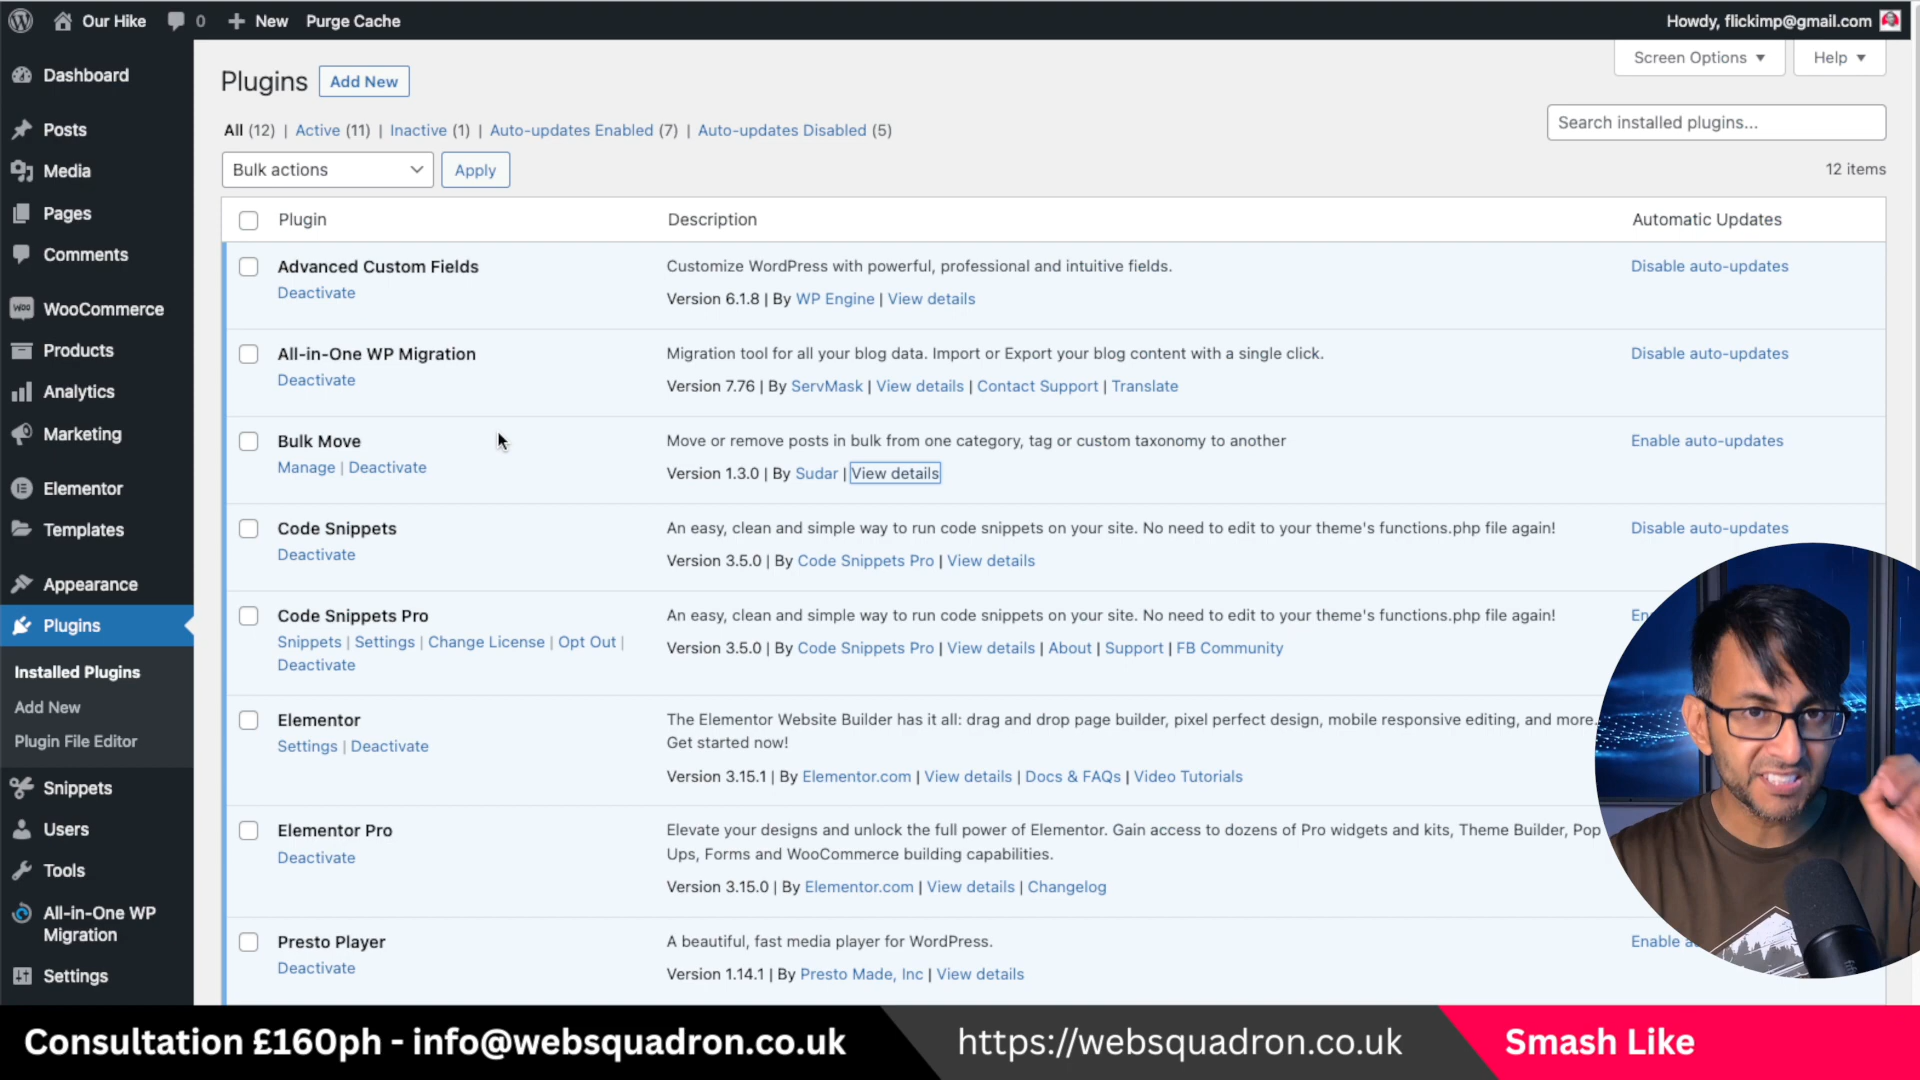 Our Hike 0 New Purge Cache Howdy, flickimp@gmail.com
Dashboard
Posts
Media
Pages
Comments
WooCommerce
Products
Analytics
Marketing
Elementor
Templates
Appearance
Plugins
Installed Plugins
Add New
Plugin File Editor
Snippets
Users
Tools
All-in-One WP
Migration
Settings
Screen Options Help
Plugins Add New
All (12) | Active (11) | Inactive (1) | Auto-updates Enabled (7) | Auto-updates Disabled (5)
Search installed plugins...
Bulk actions Apply
12 items
Plugin Description Automatic Updates
Advanced Custom Fields
Deactivate
Customize WordPress with powerful, professional and intuitive fields.
Version 6.1.8 | By WP Engine | View details
Disable auto-updates
All-in-One WP Migration
Deactivate
Migration tool for all your blog data. Import or Export your blog content with a single click.
Version 7.76 | By ServMask | View details | Contact Support | Translate
Disable auto-updates
Bulk Move
Manage | Deactivate
Move or remove posts in bulk from one category, tag or custom taxonomy to another
Version 1.3.0 | By Sudar | View details
Enable auto-updates
Code Snippets
Deactivate
An easy, clean and simple way to run code snippets on your site. No need to edit to your theme's functions.php file again!
Version 3.5.0 | By Code Snippets Pro | View details
Disable auto-updates
Code Snippets Pro
Snippets | Settings | Change License | Opt Out |
Deactivate
An easy, clean and simple way to run code snippets on your site. No need to edit to your theme's functions.php file again!
Version 3.5.0 | By Code Snippets Pro | View details | About | Support | FB Community
Elementor
Settings | Deactivate
The Elementor Website Builder has it all: drag and drop page builder, pixel perfect design, mobile responsive editing, and more.
Get started now!
Version 3.15.1 | By Elementor.com | View details | Docs & FAQs | Video Tutorials
Elementor Pro
Deactivate
Elevate your designs and unlock the full power of Elementor. Gain access to dozens of Pro widgets and kits, Theme Builder, Pop
Ups, Forms and WooCommerce building capabilities.
Version 3.15.0 | By Elementor.com | View details | Changelog
Presto Player
Deactivate
A beautiful, fast media player for WordPress.
Version 1.14.1 | By Presto Made, Inc | View details
Enable
Consultation £160ph - info@websquadron.co.uk
https://websquadron.co.uk
Smash Like